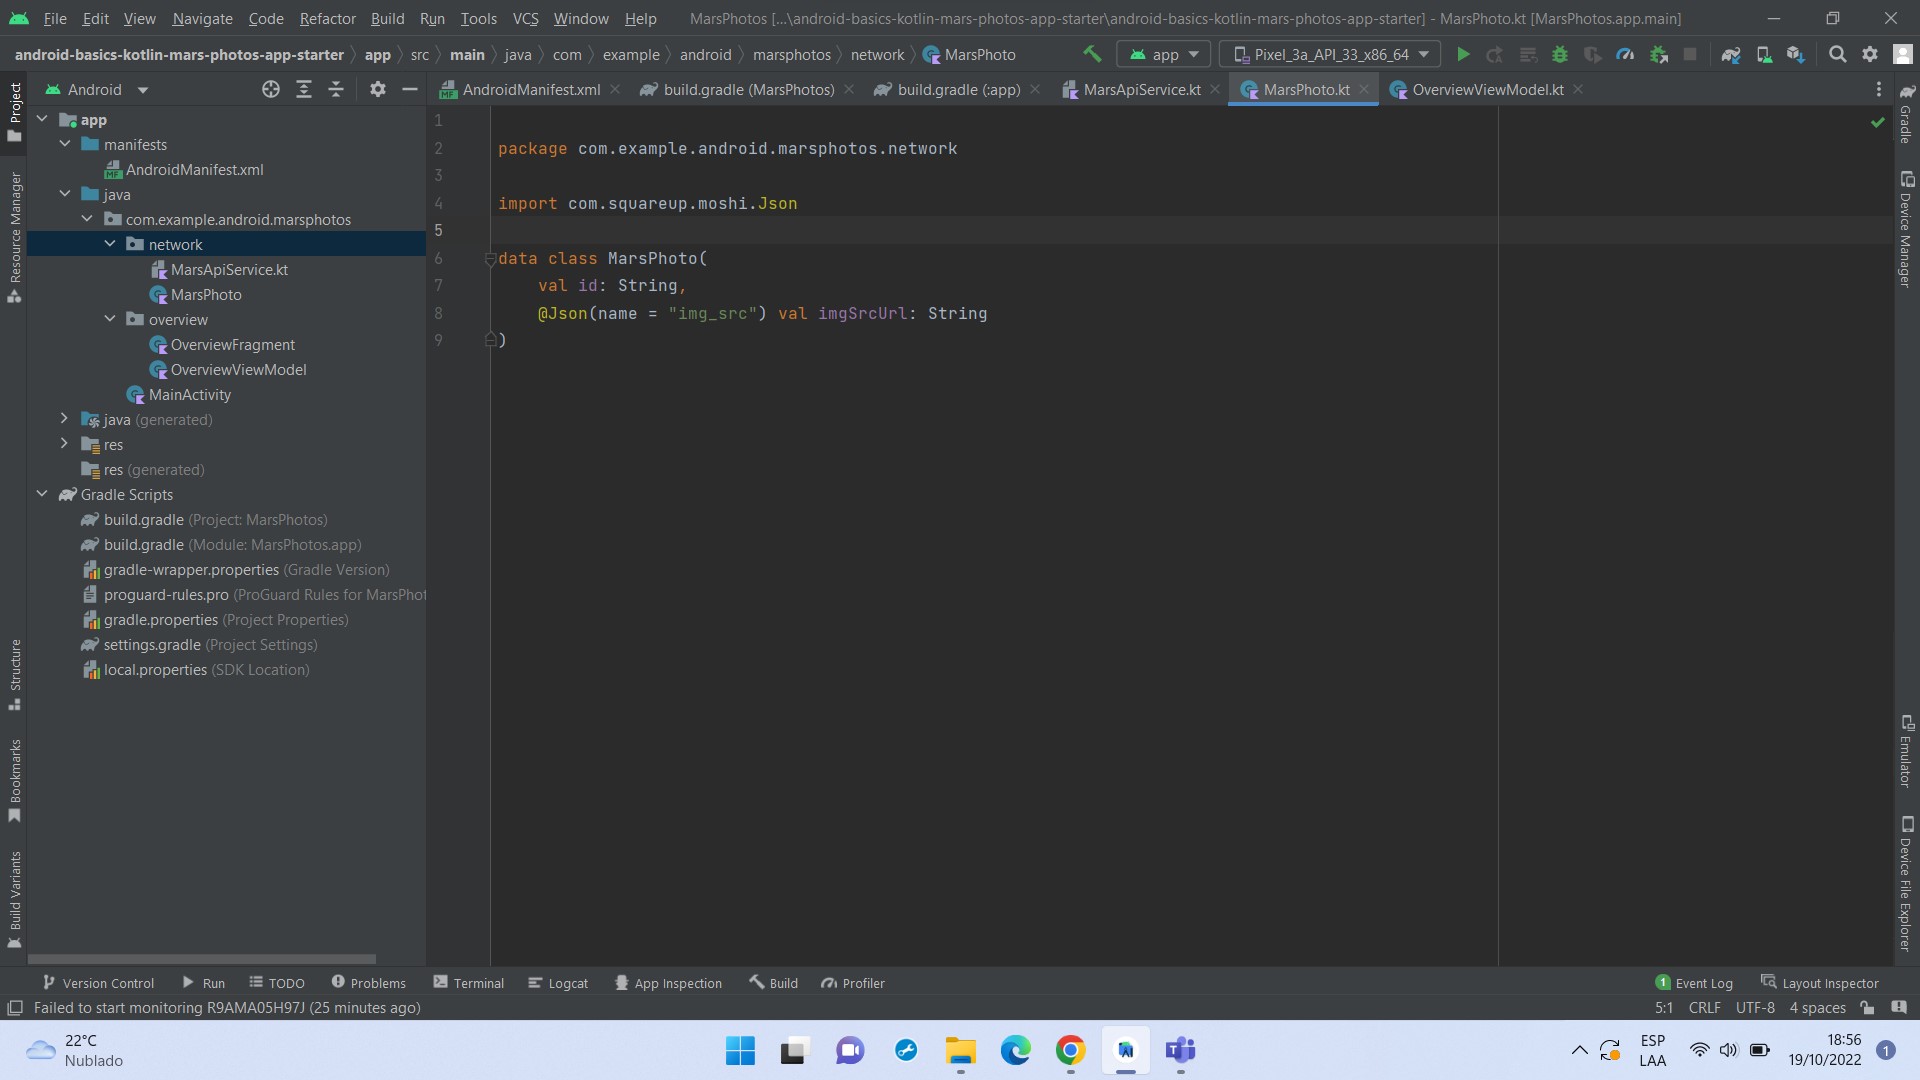 File Edit View Navigate Code Refactor Build Run Tools VCS Window Help MarsPhotos [...\android-basics-kotlin-mars-photos-app-starter\android-basics-kotlin-mars-photos-app-starter] - MarsPhoto.kt [MarsPhotos.app.main]
android-basics-kotlin-mars-photos-app-starter app src main java com example android marsphotos network MarsPhoto app Pixel_3a_API_33_x86_64
Project
Resource Manager
Structure
Bookmarks
Build Variants
Android
app
manifests
AndroidManifest.xml
java
com.example.android.marsphotos
network
MarsApiService.kt
MarsPhoto
overview
OverviewFragment
OverviewViewModel
MainActivity
java (generated)
res
res (generated)
Gradle Scripts
build.gradle (Project: MarsPhotos)
build.gradle (Module: MarsPhotos.app)
gradle-wrapper.properties (Gradle Version)
proguard-rules.pro (ProGuard Rules for MarsPhot
gradle.properties (Project Properties)
settings.gradle (Project Settings)
local.properties (SDK Location)
AndroidManifest.xml build.gradle (MarsPhotos) build.gradle (:app) MarsApiService.kt MarsPhoto.kt OverviewViewModel.kt
1
2 package com.example.android.marsphotos.network
3
4 import com.squareup.moshi.Json
5
6 data class MarsPhoto(
7 val id: String,
8 @Json(name = "img_src") val imgSrcUrl: String
9 )
Gradle
Device Manager
Emulator
Device File Explorer
Version Control Run TODO Problems Terminal Logcat App Inspection Build Profiler 1 Event Log Layout Inspector
Failed to start monitoring R9AMA05H97J (25 minutes ago) 5:1 CRLF UTF-8 4 spaces
22°C
Nublado
ESP
LAA
18:56
19/10/2022
1